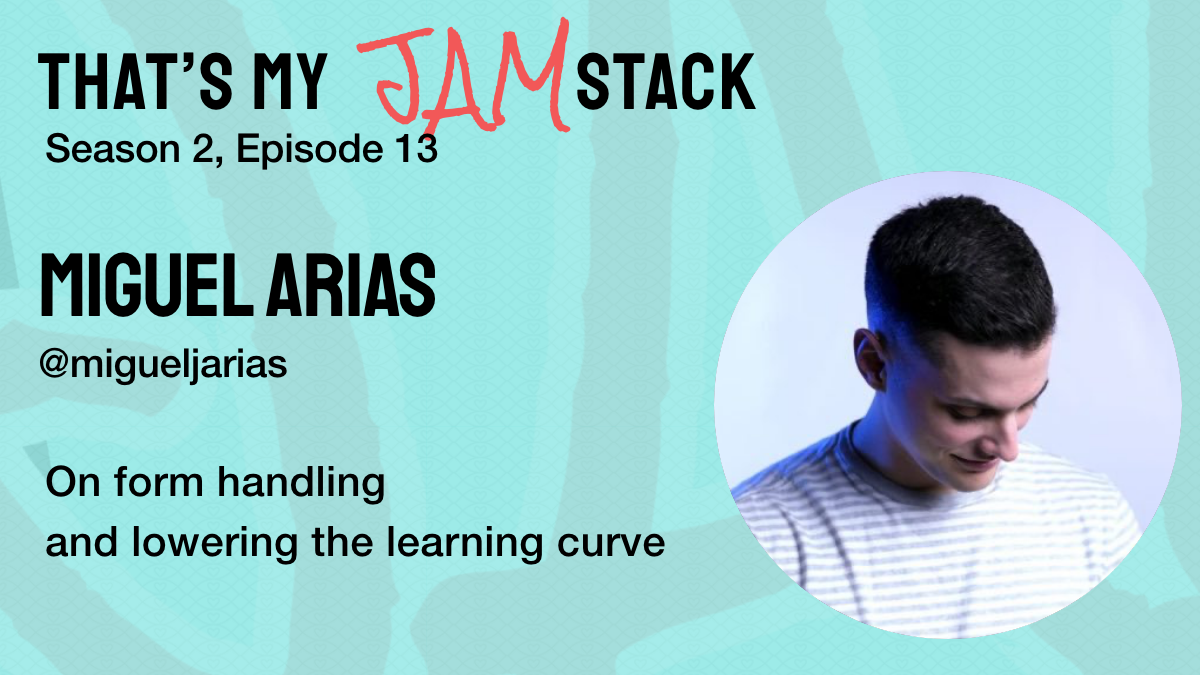 THAT'S MY JAMSTACK
Season 2, Episode 13
MIGUEL ARIAS
@migueljarias
On form handling
and lowering the learning curve